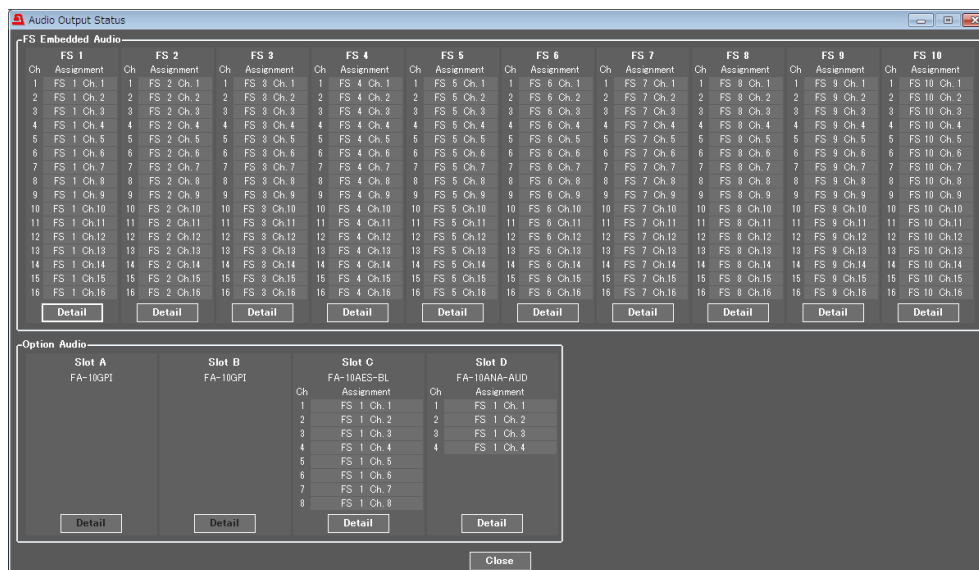 Audio Output Status
FS Embedded Audio
FS 1 FS 2 FS 3 FS 4 FS 5 FS 6 FS 7 FS 8 FS 9 FS 10
Ch Assignment Ch Assignment Ch Assignment Ch Assignment Ch Assignment Ch Assignment Ch Assignment Ch Assignment Ch Assignment Ch Assignment
1 FS 1 Ch. 1 1 FS 2 Ch. 1 1 FS 3 Ch. 1 1 FS 4 Ch. 1 1 FS 5 Ch. 1 1 FS 6 Ch. 1 1 FS 7 Ch. 1 1 FS 8 Ch. 1 1 FS 9 Ch. 1 1 FS 10 Ch. 1
2 FS 1 Ch. 2 2 FS 2 Ch. 2 2 FS 3 Ch. 2 2 FS 4 Ch. 2 2 FS 5 Ch. 2 2 FS 6 Ch. 2 2 FS 7 Ch. 2 2 FS 8 Ch. 2 2 FS 9 Ch. 2 2 FS 10 Ch. 2
3 FS 1 Ch. 3 3 FS 2 Ch. 3 3 FS 3 Ch. 3 3 FS 4 Ch. 3 3 FS 5 Ch. 3 3 FS 6 Ch. 3 3 FS 7 Ch. 3 3 FS 8 Ch. 3 3 FS 9 Ch. 3 3 FS 10 Ch. 3
4 FS 1 Ch. 4 4 FS 2 Ch. 4 4 FS 3 Ch. 4 4 FS 4 Ch. 4 4 FS 5 Ch. 4 4 FS 6 Ch. 4 4 FS 7 Ch. 4 4 FS 8 Ch. 4 4 FS 9 Ch. 4 4 FS 10 Ch. 4
5 FS 1 Ch. 5 5 FS 2 Ch. 5 5 FS 3 Ch. 5 5 FS 4 Ch. 5 5 FS 5 Ch. 5 5 FS 6 Ch. 5 5 FS 7 Ch. 5 5 FS 8 Ch. 5 5 FS 9 Ch. 5 5 FS 10 Ch. 5
6 FS 1 Ch. 6 6 FS 2 Ch. 6 6 FS 3 Ch. 6 6 FS 4 Ch. 6 6 FS 5 Ch. 6 6 FS 6 Ch. 6 6 FS 7 Ch. 6 6 FS 8 Ch. 6 6 FS 9 Ch. 6 6 FS 10 Ch. 6
7 FS 1 Ch. 7 7 FS 2 Ch. 7 7 FS 3 Ch. 7 7 FS 4 Ch. 7 7 FS 5 Ch. 7 7 FS 6 Ch. 7 7 FS 7 Ch. 7 7 FS 8 Ch. 7 7 FS 9 Ch. 7 7 FS 10 Ch. 7
8 FS 1 Ch. 8 8 FS 2 Ch. 8 8 FS 3 Ch. 8 8 FS 4 Ch. 8 8 FS 5 Ch. 8 8 FS 6 Ch. 8 8 FS 7 Ch. 8 8 FS 8 Ch. 8 8 FS 9 Ch. 8 8 FS 10 Ch. 8
9 FS 1 Ch. 9 9 FS 2 Ch. 9 9 FS 3 Ch. 9 9 FS 4 Ch. 9 9 FS 5 Ch. 9 9 FS 6 Ch. 9 9 FS 7 Ch. 9 9 FS 8 Ch. 9 9 FS 9 Ch. 9 9 FS 10 Ch. 9
10 FS 1 Ch.10 10 FS 2 Ch.10 10 FS 3 Ch.10 10 FS 4 Ch.10 10 FS 5 Ch.10 10 FS 6 Ch.10 10 FS 7 Ch.10 10 FS 8 Ch.10 10 FS 9 Ch.10 10 FS 10 Ch.10
11 FS 1 Ch.11 11 FS 2 Ch.11 11 FS 3 Ch.11 11 FS 4 Ch.11 11 FS 5 Ch.11 11 FS 6 Ch.11 11 FS 7 Ch.11 11 FS 8 Ch.11 11 FS 9 Ch.11 11 FS 10 Ch.11
12 FS 1 Ch.12 12 FS 2 Ch.12 12 FS 3 Ch.12 12 FS 4 Ch.12 12 FS 5 Ch.12 12 FS 6 Ch.12 12 FS 7 Ch.12 12 FS 8 Ch.12 12 FS 9 Ch.12 12 FS 10 Ch.12
13 FS 1 Ch.13 13 FS 2 Ch.13 13 FS 3 Ch.13 13 FS 4 Ch.13 13 FS 5 Ch.13 13 FS 6 Ch.13 13 FS 7 Ch.13 13 FS 8 Ch.13 13 FS 9 Ch.13 13 FS 10 Ch.13
14 FS 1 Ch.14 14 FS 2 Ch.14 14 FS 3 Ch.14 14 FS 4 Ch.14 14 FS 5 Ch.14 14 FS 6 Ch.14 14 FS 7 Ch.14 14 FS 8 Ch.14 14 FS 9 Ch.14 14 FS 10 Ch.14
15 FS 1 Ch.15 15 FS 2 Ch.15 15 FS 3 Ch.15 15 FS 4 Ch.15 15 FS 5 Ch.15 15 FS 6 Ch.15 15 FS 7 Ch.15 15 FS 8 Ch.15 15 FS 9 Ch.15 15 FS 10 Ch.15
16 FS 1 Ch.16 16 FS 2 Ch.16 16 FS 3 Ch.16 16 FS 4 Ch.16 16 FS 5 Ch.16 16 FS 6 Ch.16 16 FS 7 Ch.16 16 FS 8 Ch.16 16 FS 9 Ch.16 16 FS 10 Ch.16
Detail Detail Detail Detail Detail Detail Detail Detail Detail Detail
Option Audio
Slot A Slot B Slot C Slot D
FA-10GPI FA-10GPI FA-10AES-BL FA-10ANA-AUD
Ch Assignment Ch Assignment
1 FS 1 Ch. 1 1 FS 1 Ch. 1
2 FS 1 Ch. 2 2 FS 1 Ch. 2
3 FS 1 Ch. 3 3 FS 1 Ch. 3
4 FS 1 Ch. 4 4 FS 1 Ch. 4
5 FS 1 Ch. 5
6 FS 1 Ch. 6
7 FS 1 Ch. 7
8 FS 1 Ch. 8
Detail Detail Detail Detail
Close